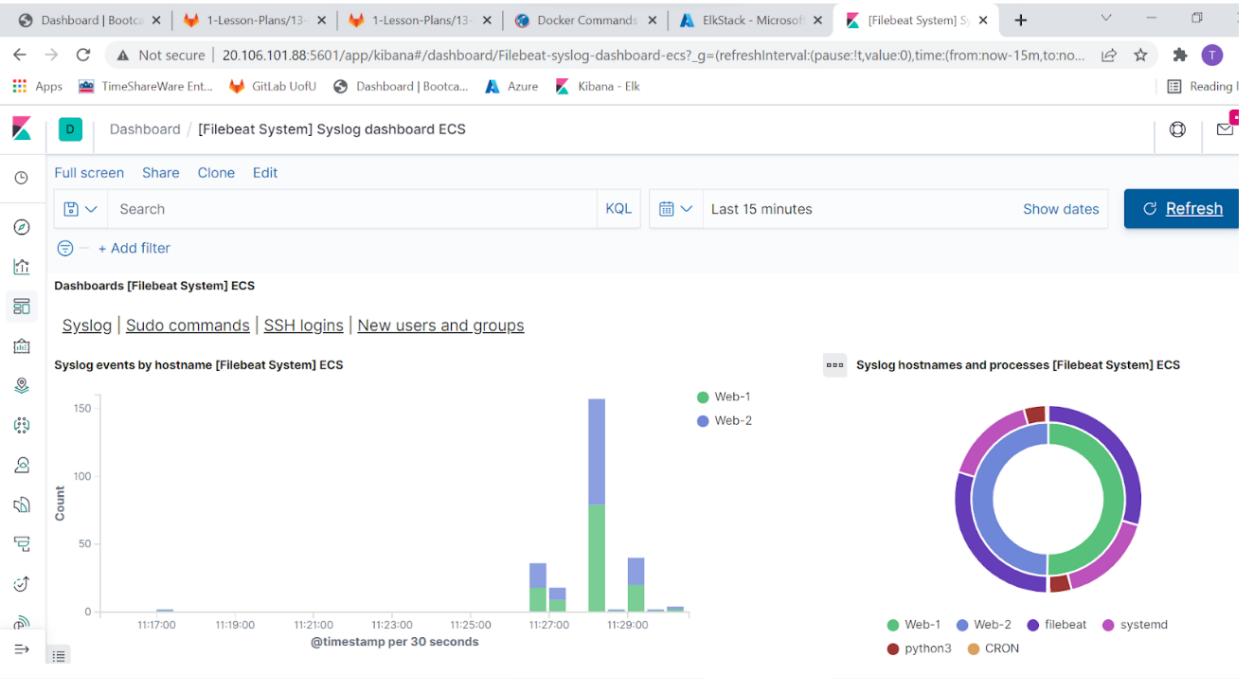 Dashboard | Bootca
1-Lesson-Plans/13-
1-Lesson-Plans/13-
Docker Commands
ElkStack - Microsof
[Filebeat System] Sy
Not secure | 20.106.101.88:5601/app/kibana#/dashboard/Filebeat-syslog-dashboard-ecs?_g=(refreshInterval:(pause:!t,value:0),time:(from:now-15m,to:no...
T
Apps
TimeShareWare Ent...
GitLab UofU
Dashboard | Bootca...
Azure
Kibana - Elk
Reading l
D
Dashboard / [Filebeat System] Syslog dashboard ECS
Full screen Share Clone Edit
Search
KQL
Last 15 minutes
Show dates
Refresh
+ Add filter
Dashboards [Filebeat System] ECS
Syslog | Sudo commands | SSH logins | New users and groups
Syslog events by hostname [Filebeat System] ECS
150
100
50
0
Count
11:17:00 11:19:00 11:21:00 11:23:00 11:25:00 11:27:00 11:29:00
@timestamp per 30 seconds
Web-1
Web-2
Syslog hostnames and processes [Filebeat System] ECS
Web-1 Web-2 filebeat systemd
python3 CRON